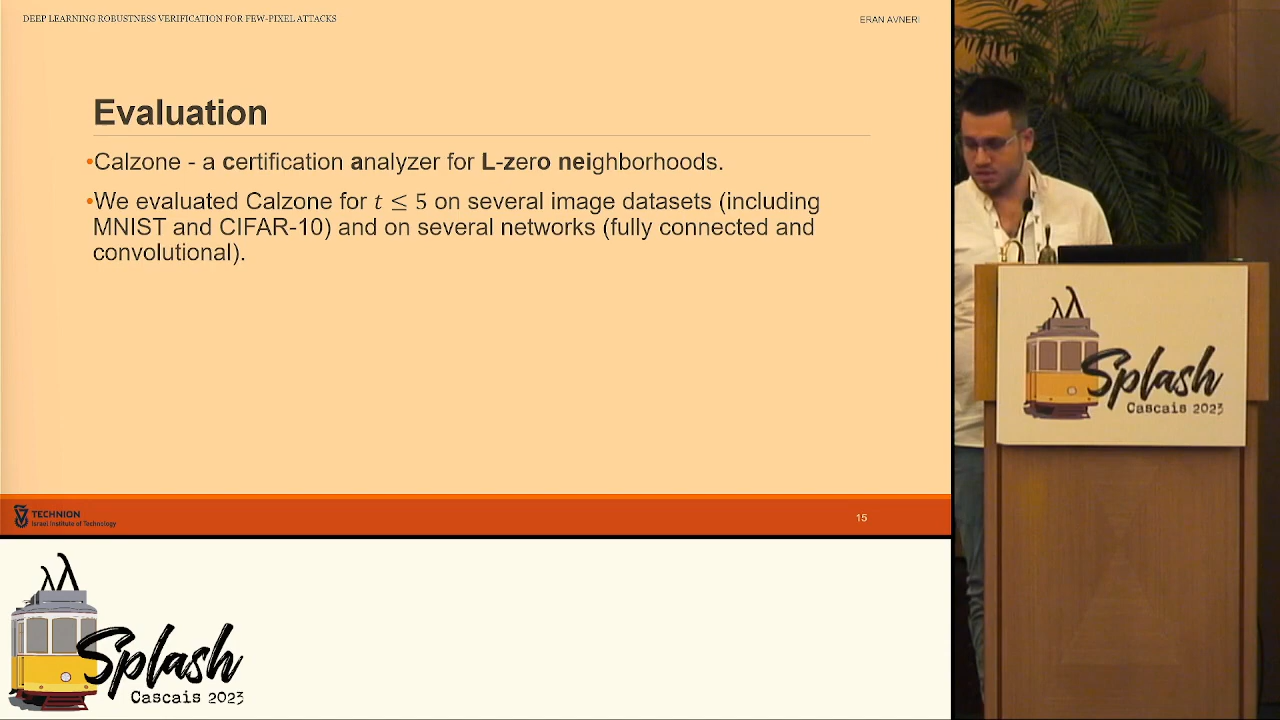 DEEP LEARNING ROBUSTNESS VERIFICATION FOR FEW-PIXEL ATTACKS
ERAN AVNERI
Evaluation
•Calzone - a certification analyzer for L-zero neighborhoods.
•We evaluated Calzone for t ≤ 5 on several image datasets (including
MNIST and CIFAR-10) and on several networks (fully connected and
convolutional).
TECHNION
Israel Institute of Technology
15
Splash
Cascais 2023
Splash
Cascais 2023